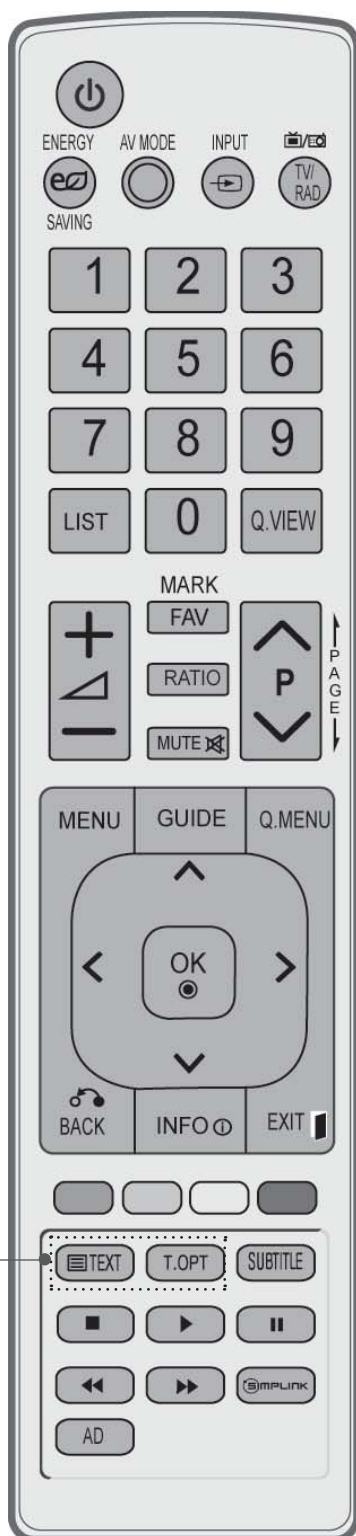 ENERGY AV MODE INPUT
TV/
RAD
SAVING
1 2 3
4 5 6
7 8 9
LIST 0 Q.VIEW
MARK
FAV
RATIO
P
PAGE
MUTE
MENU GUIDE Q.MENU
OK
BACK INFO EXIT
TEXT T.OPT SUBTITLE
SIMPLINK
AD